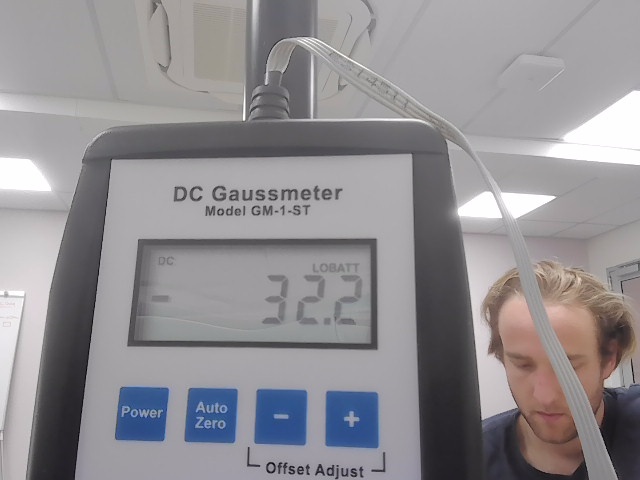 DC Gaussmeter
Model GM-1-ST
DC
LOBATT
- 32.2
Power
Auto
Zero
-
+
Offset Adjust